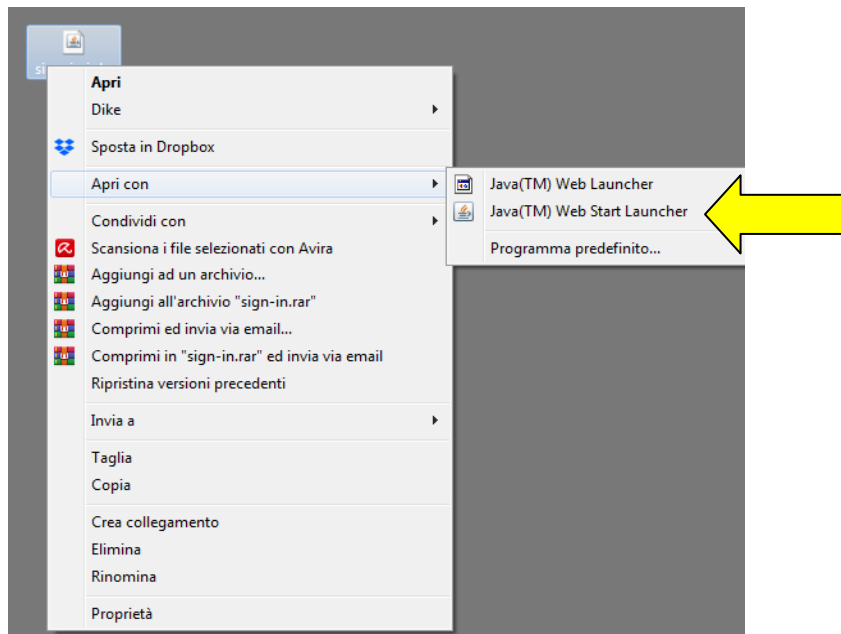 Apri
Dike
Sposta in Dropbox
Apri con
Java(TM) Web Launcher
Java(TM) Web Start Launcher
Programma predefinito...
Condividi con
Scansiona i file selezionati con Avira
Aggiungi ad un archivio...
Aggiungi all'archivio "sign-in.rar"
Comprimi ed invia via email...
Comprimi in "sign-in.rar" ed invia via email
Ripristina versioni precedenti
Invia a
Taglia
Copia
Crea collegamento
Elimina
Rinomina
Proprietà